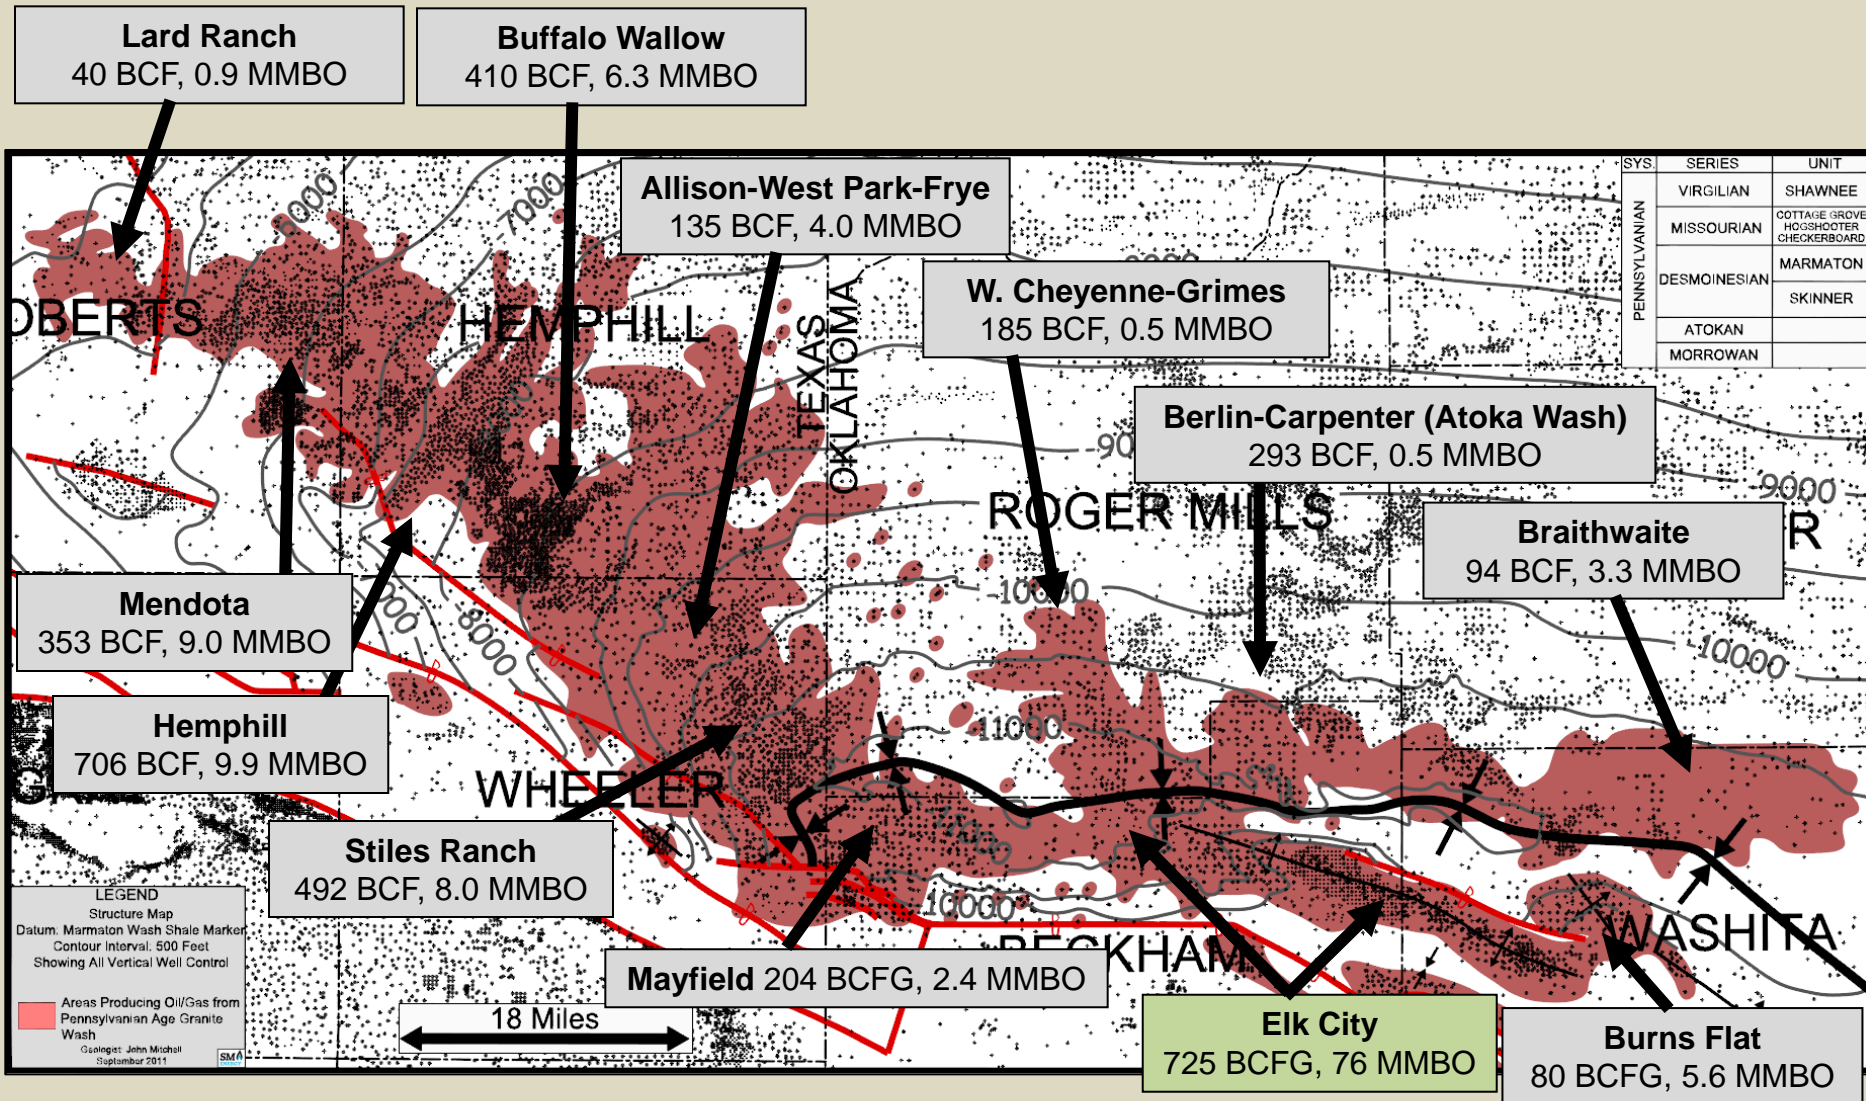 Lard Ranch
40 BCF, 0.9 MMBO
Buffalo Wallow
410 BCF, 6.3 MMBO
Allison-West Park-Frye
135 BCF, 4.0 MMBO
W. Cheyenne-Grimes
185 BCF, 0.5 MMBO
Berlin-Carpenter (Atoka Wash)
293 BCF, 0.5 MMBO
Braithwaite
94 BCF, 3.3 MMBO
SYS. SERIES UNIT
PENNSYLVANIAN
VIRGILIAN SHAWNEE
MISSOURIAN COTTAGE GROVE
HOGSHOOTER
CHECKERBOARD
DESMOINESIAN MARMATON
SKINNER
ATOKAN
MORROWAN
7000
OBERTS
HEMPHILL
TEXAS
OKLAHOMA
-9000
ROGER MILLS
R
-10000
-10000
-8000
11000
10000
WHEELER
BECKHAM
WASHITA
Mendota
353 BCF, 9.0 MMBO
Hemphill
706 BCF, 9.9 MMBO
Stiles Ranch
492 BCF, 8.0 MMBO
Mayfield 204 BCFG, 2.4 MMBO
Elk City
725 BCFG, 76 MMBO
Burns Flat
80 BCFG, 5.6 MMBO
LEGEND
Structure Map
Datum: Marmaton Wash Shale Marker
Contour Interval: 500 Feet
Showing All Vertical Well Control
Areas Producing Oil/Gas from
Pennsylvanian Age Granite
Wash
Geologist: John Mitchell
September 2011
SM
ENERGY
18 Miles